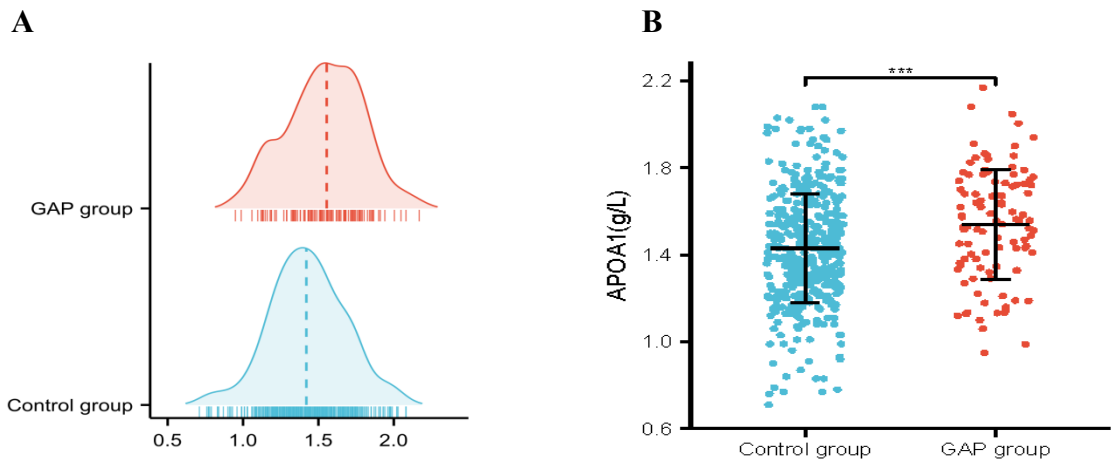 A
GAP group
Control group
0.5 1.0 1.5 2.0
B
***
APOA1(g/L)
2.2
1.8
1.4
1.0
0.6
Control group GAP group